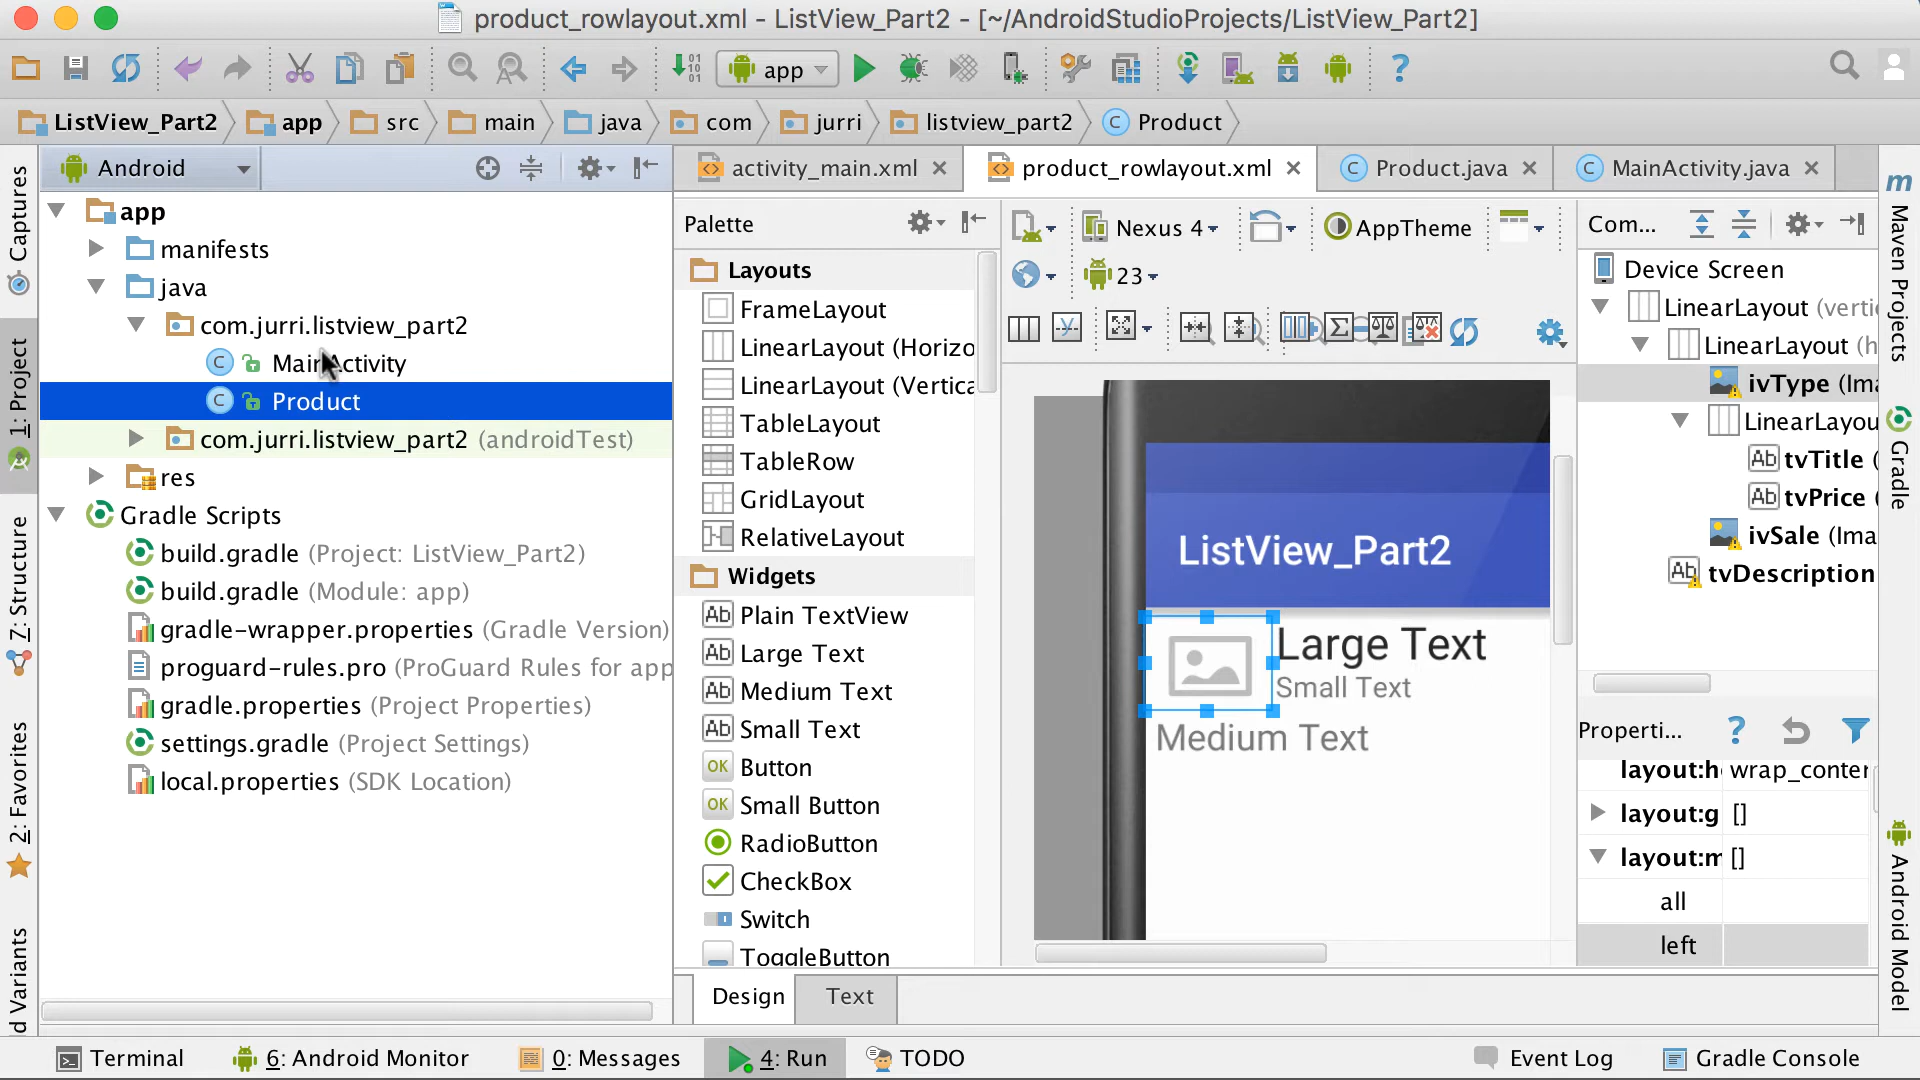 product_rowlayout.xml - ListView_Part2 - [~/AndroidStudioProjects/ListView_Part2]
app
ListView_Part2 app src main java com jurri listview_part2 Product
Android
activity_main.xml product_rowlayout.xml Product.java MainActivity.java
Captures
1: Project
7: Structure
2: Favorites
d Variants
app
manifests
java
com.jurri.listview_part2
MainActivity
Product
com.jurri.listview_part2 (androidTest)
res
Gradle Scripts
build.gradle (Project: ListView_Part2)
build.gradle (Module: app)
gradle-wrapper.properties (Gradle Version)
proguard-rules.pro (ProGuard Rules for app
gradle.properties (Project Properties)
settings.gradle (Project Settings)
local.properties (SDK Location)
Palette
Layouts
FrameLayout
LinearLayout (Horizo
LinearLayout (Vertica
TableLayout
TableRow
GridLayout
RelativeLayout
Widgets
Plain TextView
Large Text
Medium Text
Small Text
Button
Small Button
RadioButton
CheckBox
Switch
ToggleButton
Nexus 4 AppTheme
23
ListView_Part2
Large Text
Small Text
Medium Text
Com...
Device Screen
LinearLayout (vertic
LinearLayout (h
ivType (Ima
LinearLayou
tvTitle (
tvPrice (
ivSale (Ima
tvDescription
Properti... ?
layout:h wrap_conter
layout:g []
layout:m []
all
left
Maven Projects
Gradle
Android Model
Design Text
Terminal 6: Android Monitor 0: Messages 4: Run TODO Event Log Gradle Console